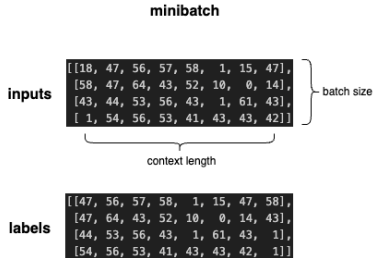 minibatch
inputs
[[18, 47, 56, 57, 58, 1, 15, 47],
[58, 47, 64, 43, 52, 10, 0, 14],
[43, 44, 53, 56, 43, 1, 61, 43],
[ 1, 54, 56, 53, 41, 43, 43, 42]]
batch size
context length
labels
[[47, 56, 57, 58, 1, 15, 47, 58],
[47, 64, 43, 52, 10, 0, 14, 43],
[44, 53, 56, 43, 1, 61, 43, 1],
[54, 56, 53, 41, 43, 43, 42, 1]]